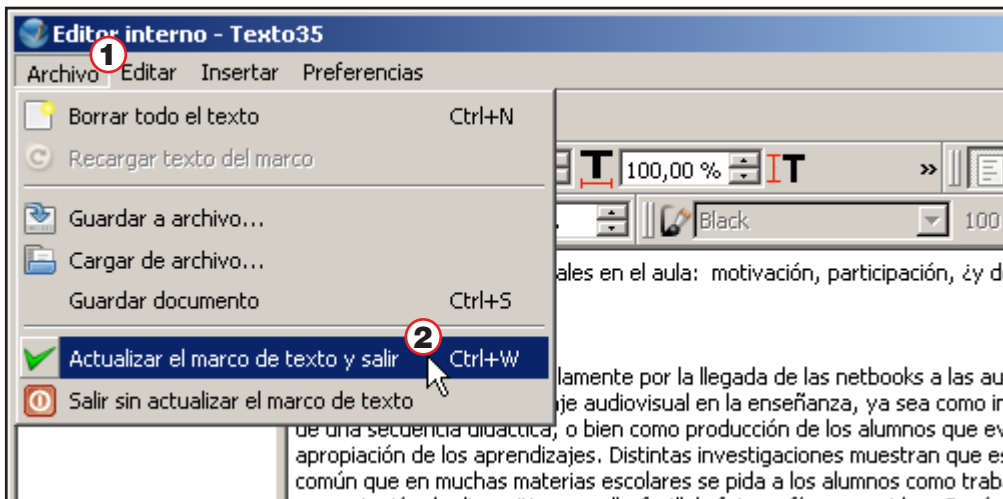 Editor interno - Texto35
1
Archivo Editar Insertar Preferencias
Borrar todo el texto Ctrl+N
Recargar texto del marco
T 100,00 % T »
Guardar a archivo...
Black 100
Cargar de archivo...
ales en el aula: motivación, participación, ¿y
Guardar documento Ctrl+S
2
Actualizar el marco de texto y salir Ctrl+W
lamente por la llegada de las netbooks a las
Salir sin actualizar el marco de texto
je audiovisual en la enseñanza, ya sea como
de una secuencia didáctica, o bien como producción de los alumnos que
apropiación de los aprendizajes. Distintas investigaciones muestran que
común que en muchas materias escolares se pida a los alumnos como